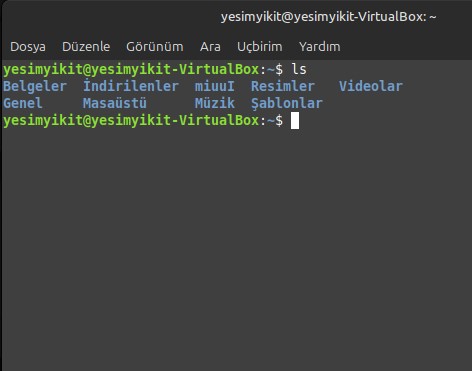 yesimyikit@yesimyikit-VirtualBox: ~
Dosya Düzenle Görünüm Ara Uçbirim Yardım
yesimyikit@yesimyikit-VirtualBox:~$ ls
Belgeler İndirilenler miuuI Resimler Videolar
Genel Masaüstü Müzik Şablonlar
yesimyikit@yesimyikit-VirtualBox:~$